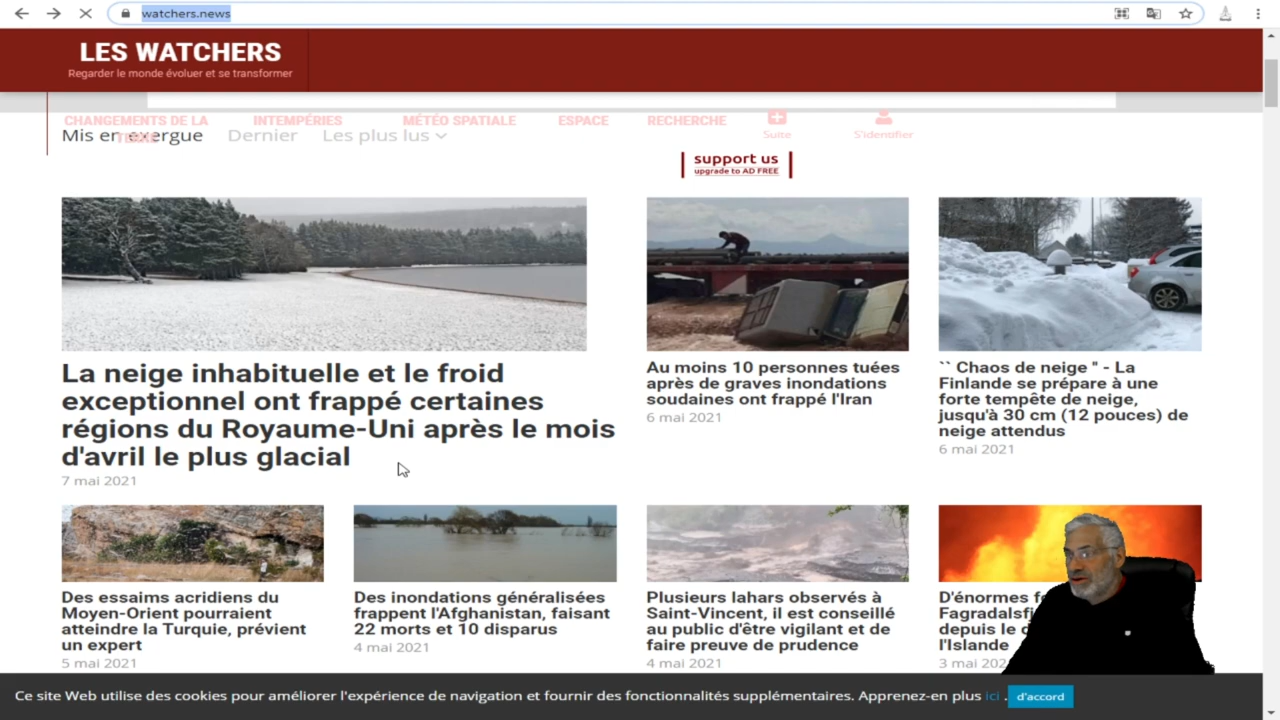 watchers.news
LES WATCHERS
Regarder le monde évoluer et se transformer
CHANGEMENTS DE LA TERRE
INTEMPÉRIES
MÉTÉO SPATIALE
ESPACE
RECHERCHE
Suite
S'identifier
Mis en exergue
Dernier
Les plus lus
support us
upgrade to AD FREE
La neige inhabituelle et le froid
exceptionnel ont frappé certaines
régions du Royaume-Uni après le mois
d'avril le plus glacial
7 mai 2021
Au moins 10 personnes tuées
après de graves inondations
soudaines ont frappé l'Iran
6 mai 2021
`` Chaos de neige " - La
Finlande se prépare à une
forte tempête de neige,
jusqu'à 30 cm (12 pouces) de
neige attendus
6 mai 2021
Des essaims acridiens du
Moyen-Orient pourraient
atteindre la Turquie, prévient
un expert
5 mai 2021
Des inondations généralisées
frappent l'Afghanistan, faisant
22 morts et 10 disparus
4 mai 2021
Plusieurs lahars observés à
Saint-Vincent, il est conseillé
au public d'être vigilant et de
faire preuve de prudence
4 mai 2021
D'énormes
depuis le
l'Islande
3 mai
Ce site Web utilise des cookies pour améliorer l'expérience de navigation et fournir des fonctionnalités supplémentaires. Apprenez-en plus ici . d'accord